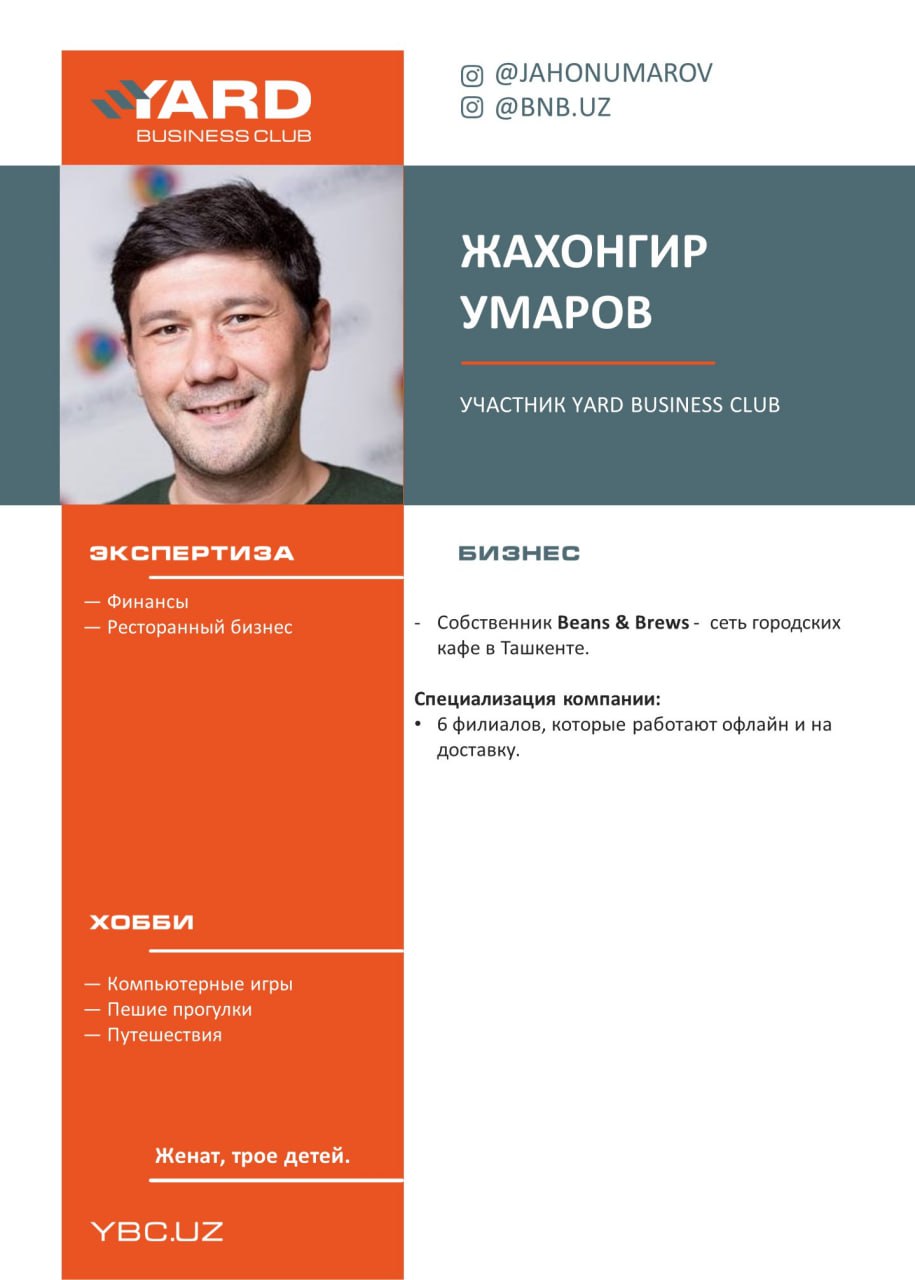 YARD
BUSINESS CLUB
@JAHONUMAROV
@BNB.UZ
ЖАХОНГИР
УМАРОВ
УЧАСТНИК YARD BUSINESS CLUB
ЭКСПЕРТИЗА
— Финансы
— Ресторанный бизнес
БИЗНЕС
- Собственник Beans & Brews - сеть городских
кафе в Ташкенте.
Специализация компании:
• 6 филиалов, которые работают офлайн и на
доставку.
ХОББИ
— Компьютерные игры
— Пешие прогулки
— Путешествия
Женат, трое детей.
YBC.UZ